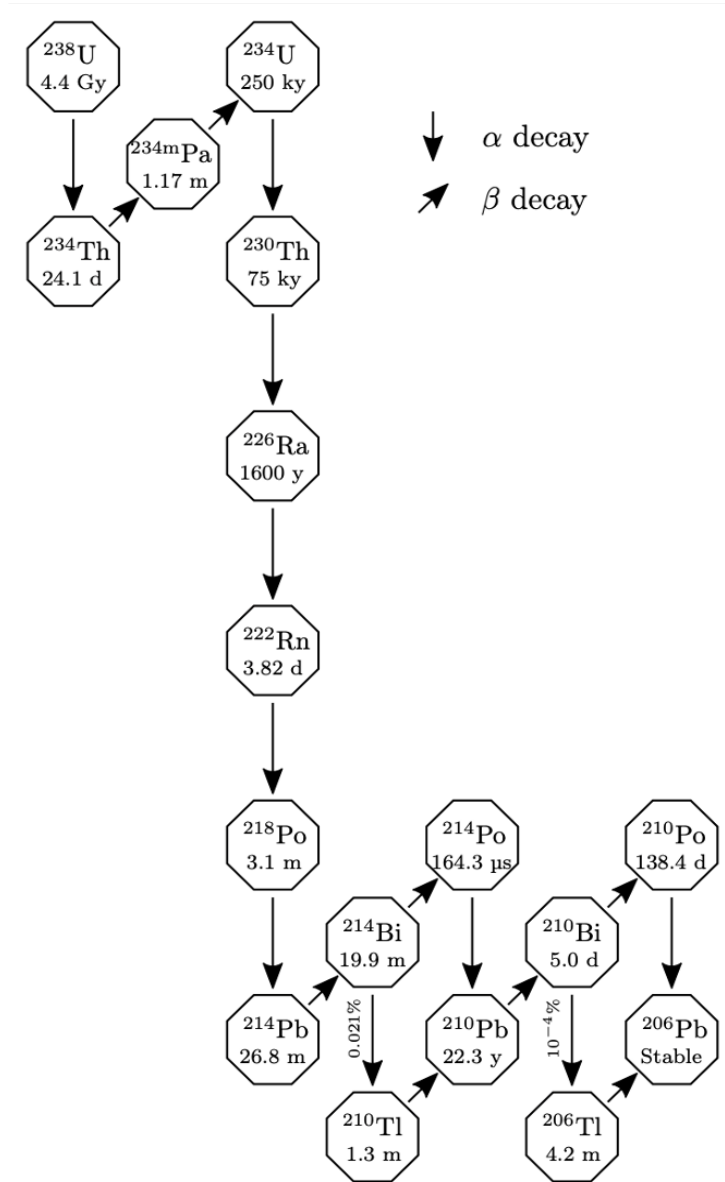 ²³⁸U
4.4 Gy
²³⁴U
250 ky
α decay
²³⁴ᵐPa
1.17 m
β decay
²³⁴Th
24.1 d
²³⁰Th
75 ky
²²⁶Ra
1600 y
²²²Rn
3.82 d
²¹⁸Po
3.1 m
²¹⁴Po
164.3 µs
²¹⁰Po
138.4 d
²¹⁴Bi
19.9 m
²¹⁰Bi
5.0 d
²¹⁴Pb
26.8 m
0.021%
²¹⁰Pb
22.3 y
10⁻⁴%
²⁰⁶Pb
Stable
²¹⁰Tl
1.3 m
²⁰⁶Tl
4.2 m